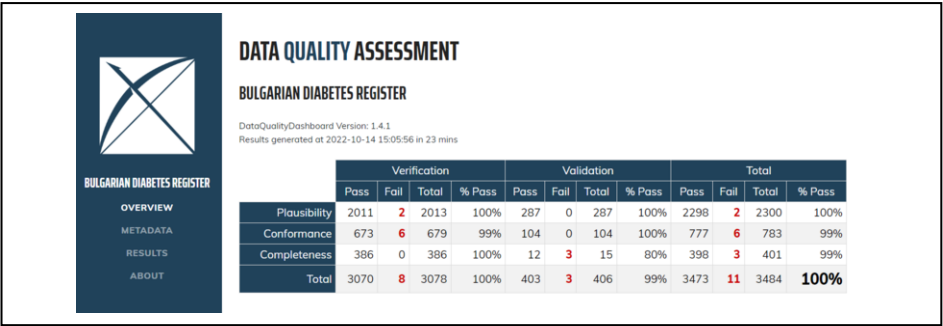 DATA QUALITY ASSESSMENT
BULGARIAN DIABETES REGISTER
DataQualityDashboard Version: 1.4.1
Results generated at 2022-10-14 15:05:56 in 23 mins
BULGARIAN DIABETES REGISTER
OVERVIEW
METADATA
RESULTS
ABOUT
Verification Validation Total
Pass Fail Total % Pass Pass Fail Total % Pass Pass Fail Total % Pass
Plausibility 2011 2 2013 100% 287 0 287 100% 2298 2 2300 100%
Conformance 673 6 679 99% 104 0 104 100% 777 6 783 99%
Completeness 386 0 386 100% 12 3 15 80% 398 3 401 99%
Total 3070 8 3078 100% 403 3 406 99% 3473 11 3484 100%